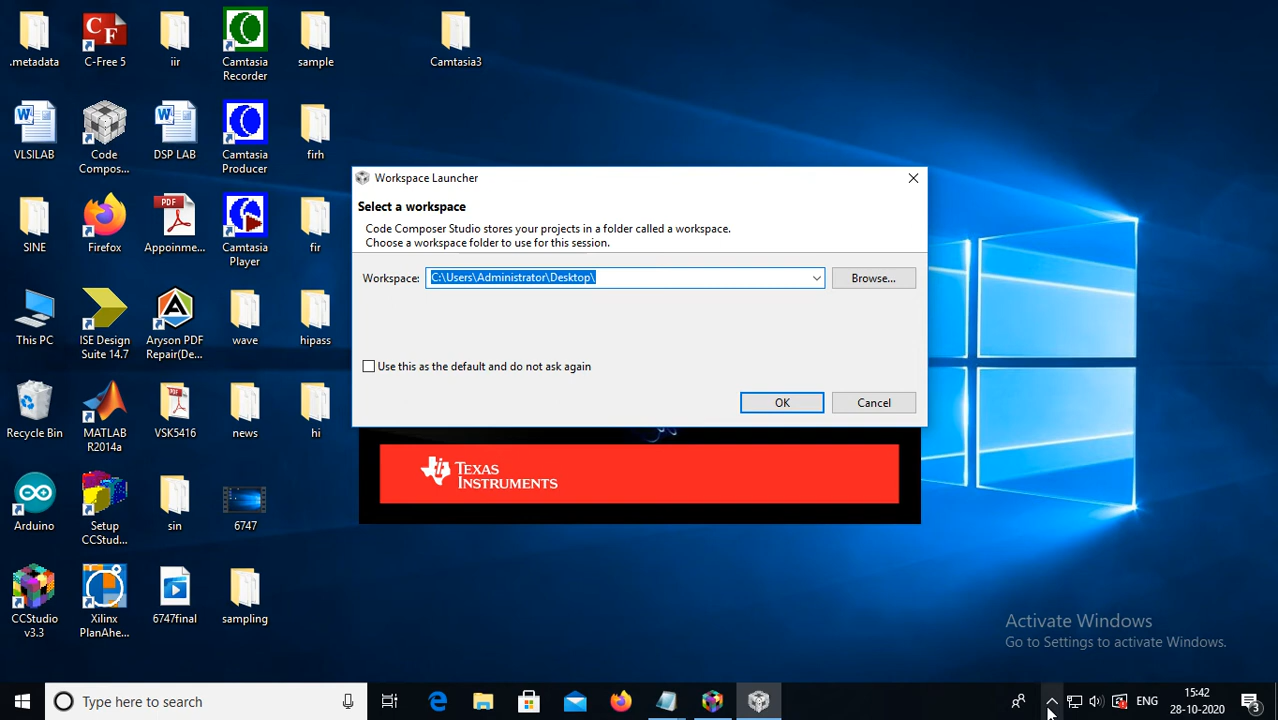 .metadata
C-Free 5
iir
Camtasia
Recorder
sample
Camtasia3
VLSILAB
Code
Compos...
DSP LAB
Camtasia
Producer
firh
SINE
Firefox
Appoinme...
Camtasia
Player
fir
This PC
ISE Design
Suite 14.7
Aryson PDF
Repair(De...
wave
hipass
Recycle Bin
MATLAB
R2014a
VSK5416
news
hi
Arduino
Setup
CCStud...
sin
6747
CCStudio
v3.3
Xilinx
PlanAhe...
6747final
sampling
Workspace Launcher
Select a workspace
Code Composer Studio stores your projects in a folder called a workspace.
Choose a workspace folder to use for this session.
Workspace: C:\Users\Administrator\Desktop\ Browse...
Use this as the default and do not ask again
OK Cancel
TEXAS
INSTRUMENTS
Activate Windows
Go to Settings to activate Windows.
Type here to search
ENG
15:42
28-10-2020
3